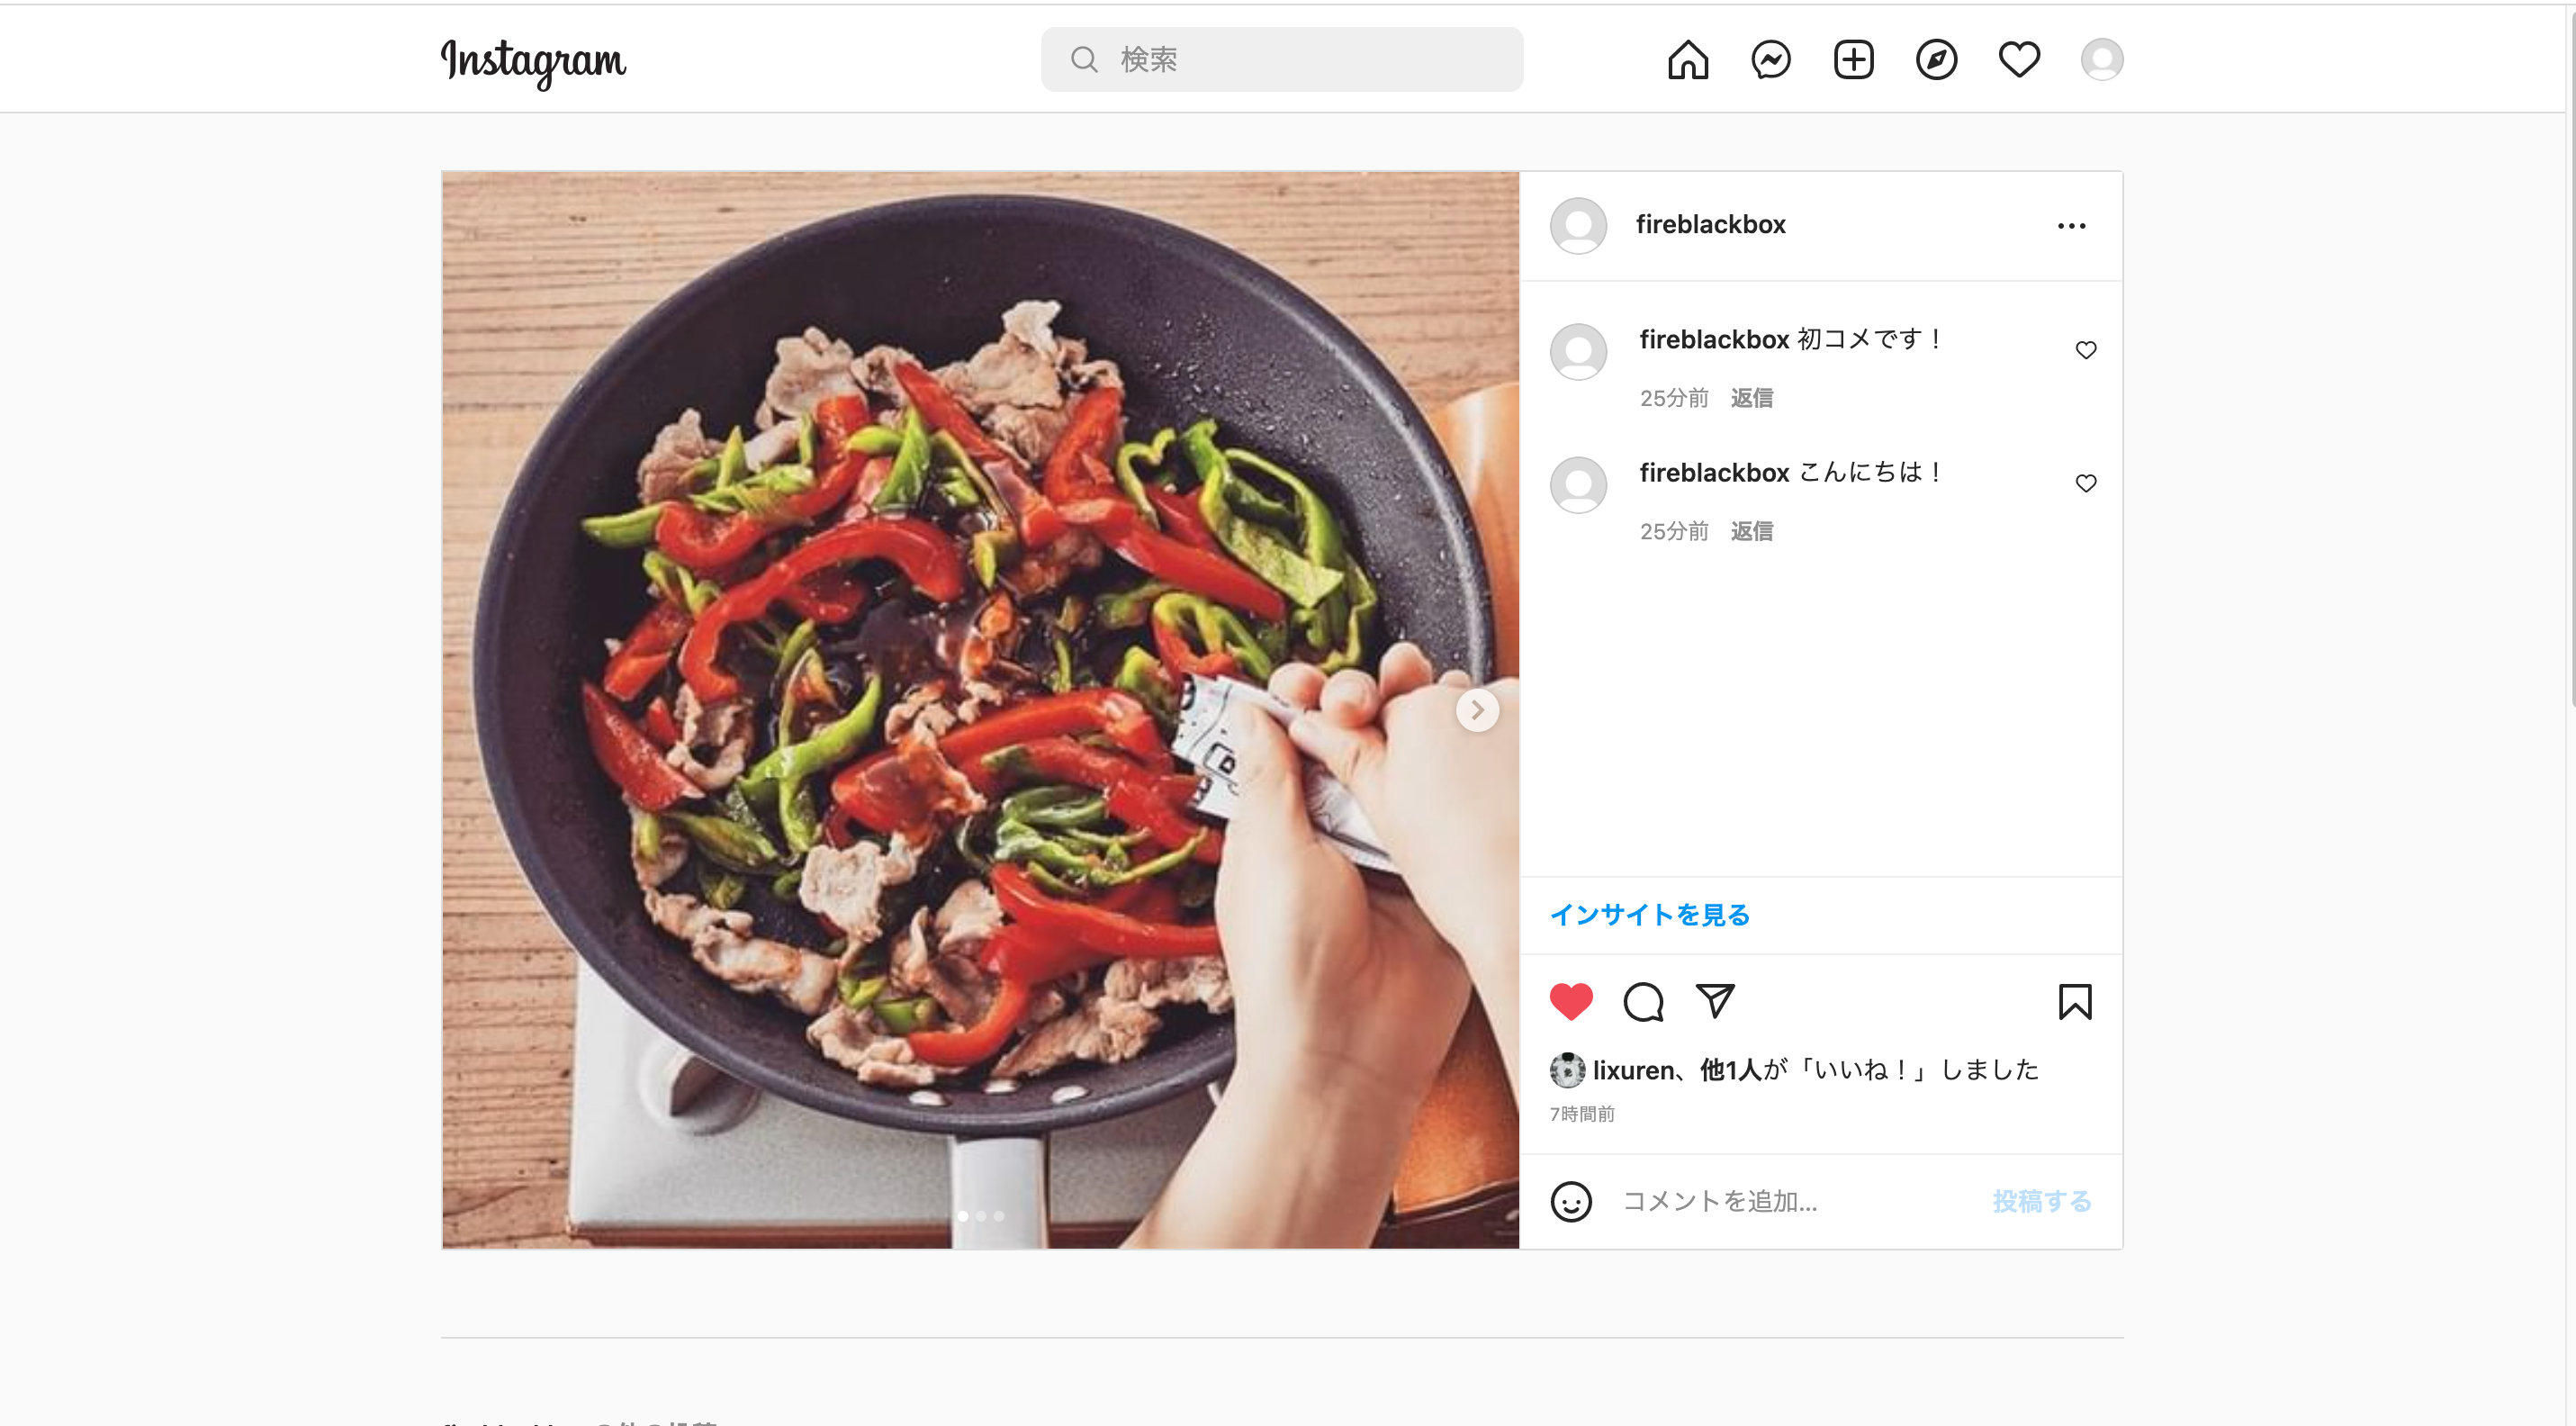 Instagram
検索
fireblackbox
fireblackbox 初コメです！
25分前 返信
fireblackbox こんにちは！
25分前 返信
インサイトを見る
lixuren、他1人が「いいね！」しました
7時間前
コメントを追加...
投稿する